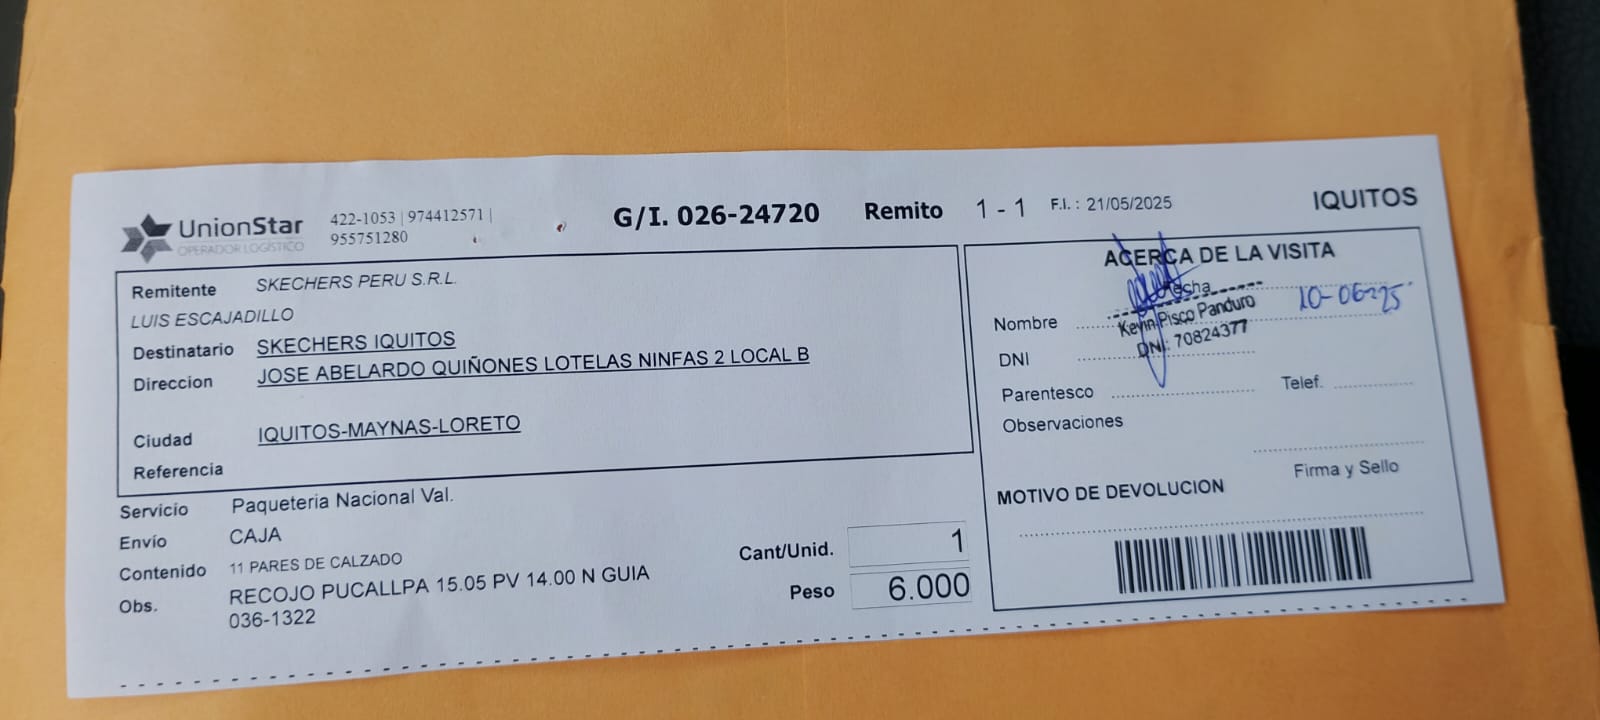 UnionStar
OPERADOR LOGÍSTICO
422-1053 | 974412571 |
955751280
G/I. 026-24720
Remito 1 - 1
F.I. : 21/05/2025
IQUITOS
Remitente SKECHERS PERU S.R.L.
LUIS ESCAJADILLO
Destinatario SKECHERS IQUITOS
Direccion JOSE ABELARDO QUIÑONES LOTELAS NINFAS 2 LOCAL B
Ciudad IQUITOS-MAYNAS-LORETO
Referencia
Servicio Paqueteria Nacional Val.
Envío CAJA
Contenido 11 PARES DE CALZADO
Obs. RECOJO PUCALLPA 15.05 PV 14.00 N GUIA
036-1322
Cant/Unid. 1
Peso 6.000
ACERCA DE LA VISITA
Fecha 10-06-25
Nombre Kevin Pisco Panduro
DNI DNI: 70824377
Parentesco Telef.
Observaciones
Firma y Sello
MOTIVO DE DEVOLUCION